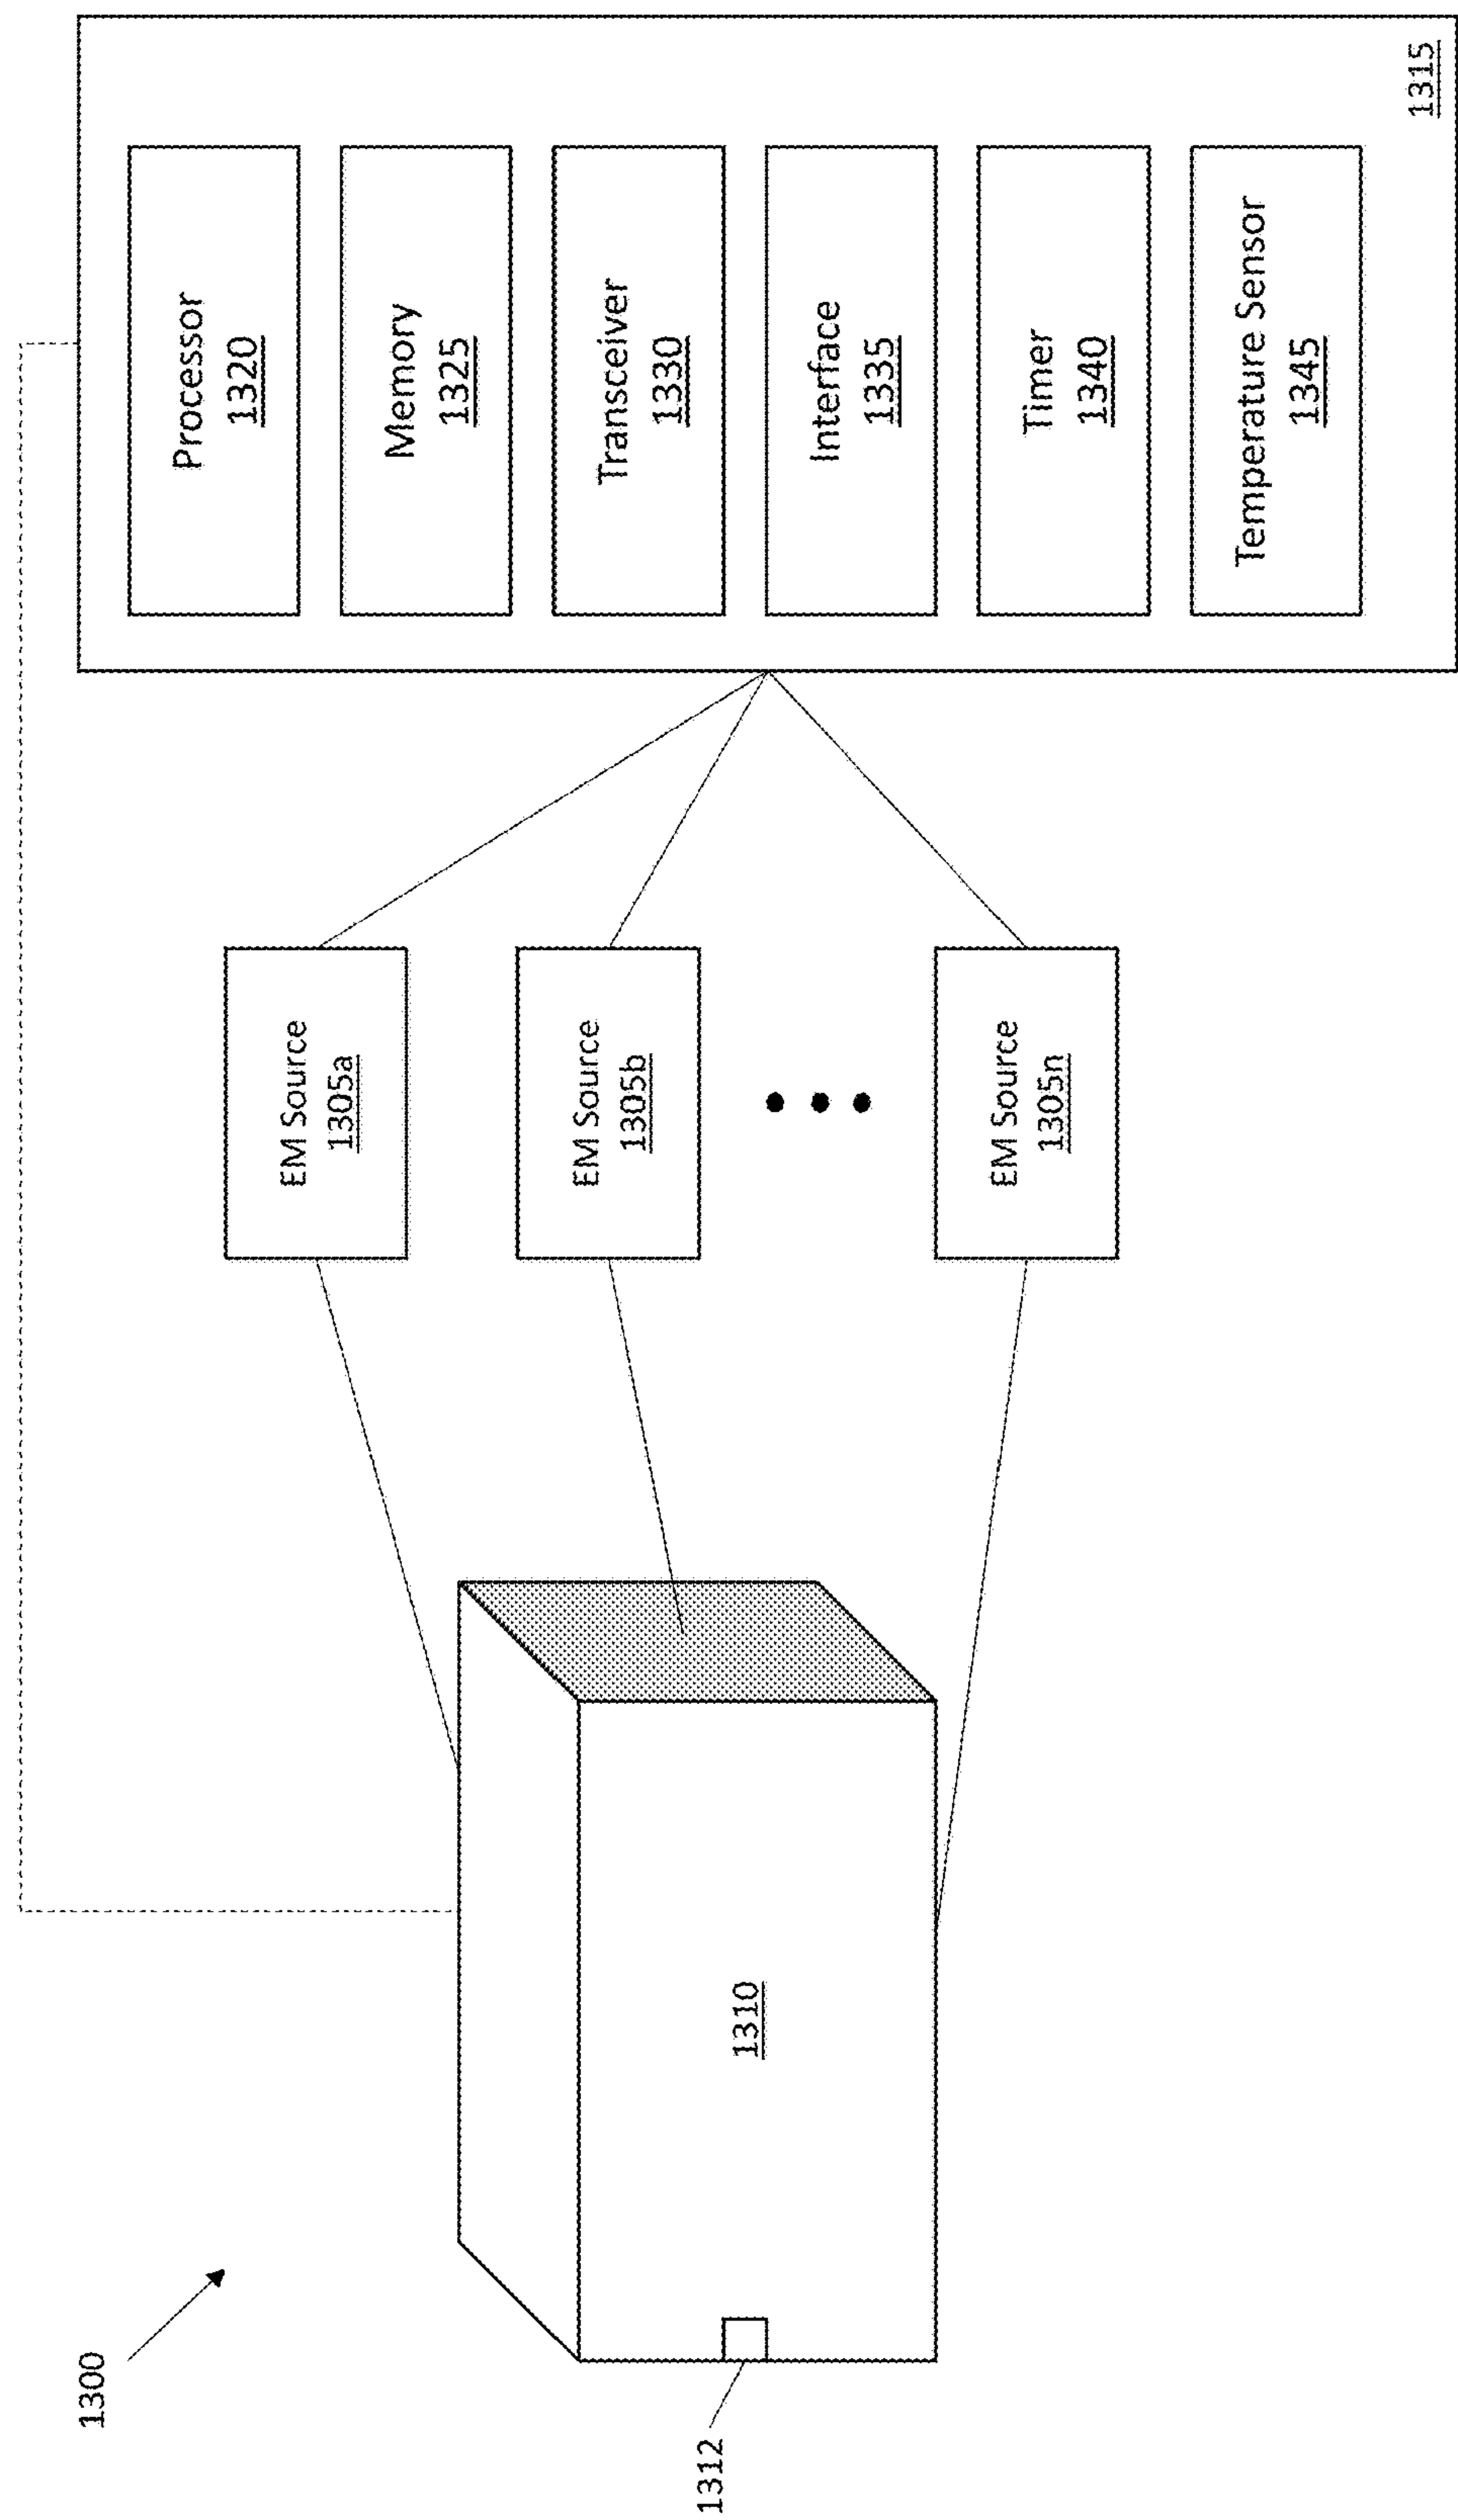 1300
1312
1310
EM Source
1305a
EM Source
1305b
EM Source
1305n
Processor
1320
Memory
1325
Transceiver
1330
Interface
1335
Timer
1340
Temperature Sensor
1345
1315